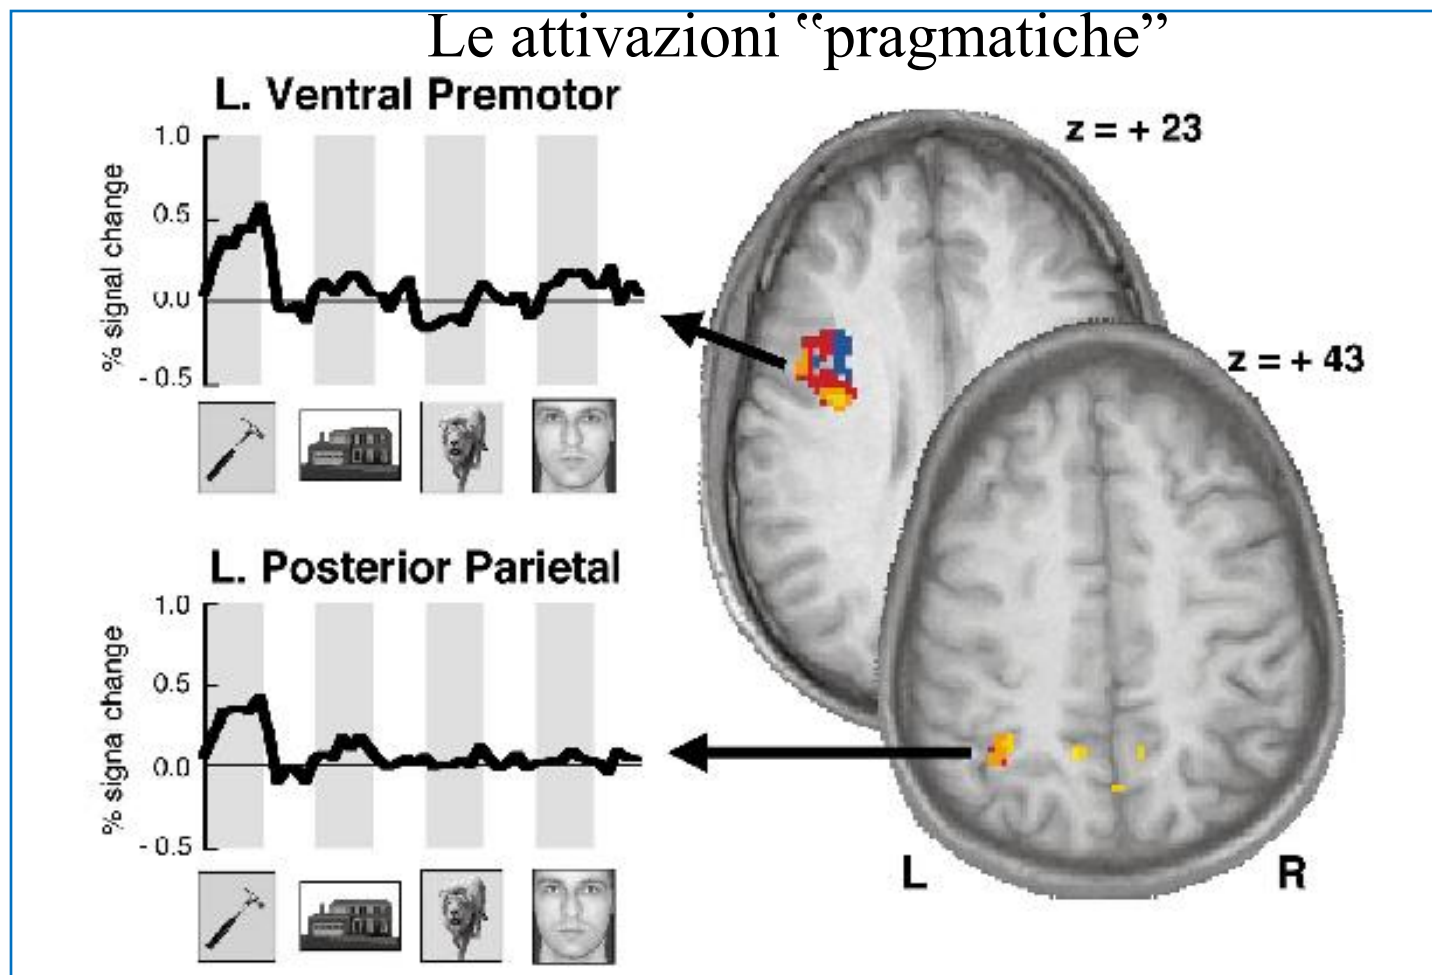 Le attivazioni “pragmatiche”
L. Ventral Premotor
% signal change
1.0
0.5
0.0
- 0.5
z = + 23
z = + 43
L. Posterior Parietal
% signa change
1.0
0.5
0.0
- 0.5
L
R